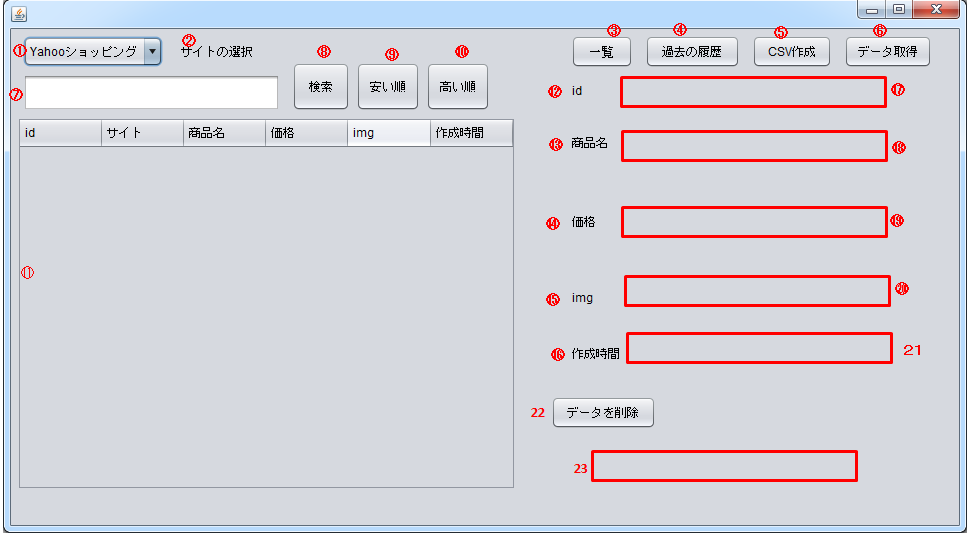 ① Yahooショッピング ② サイトの選択
③ 一覧 ④ 過去の履歴 ⑤ CSV作成 ⑥ データ取得
⑦ ⑧ 検索 ⑨ 安い順 ⑩ 高い順
id サイト 商品名 価格 img 作成時間
⑪
⑫ id ⑰
⑬ 商品名 ⑱
⑭ 価格 ⑲
⑮ img ⑳
⑯ 作成時間 21
22 データを削除
23